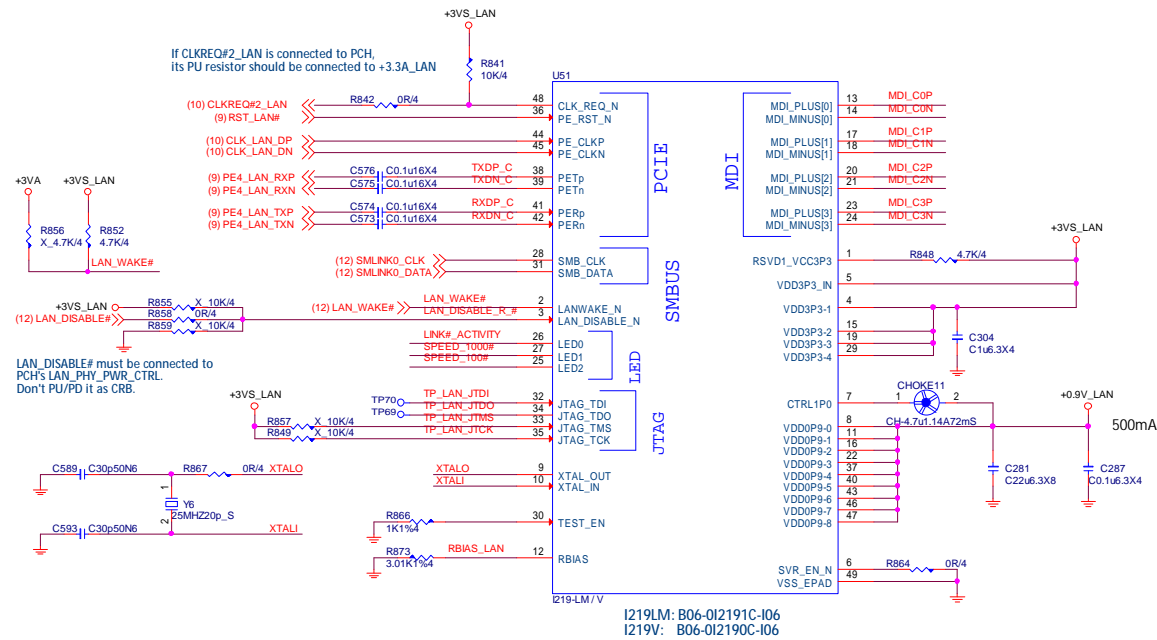 +3VS_LAN
If CLKREQ#2_LAN is connected to PCH,
its PU resistor should be connected to +3.3A_LAN
R841
10K/4
U51
(10) CLKREQ#2_LAN R842 0R/4 48 CLK_REQ_N
(9) RST_LAN# 36 PE_RST_N
(10) CLK_LAN_DP 44 PE_CLKP
(10) CLK_LAN_DN 45 PE_CLKN
(9) PE4_LAN_RXP C576 C0.1u16X4 TXDP_C 38 PETp
(9) PE4_LAN_RXN C575 C0.1u16X4 TXDN_C 39 PETn
(9) PE4_LAN_TXP C574 C0.1u16X4 RXDP_C 41 PERp
(9) PE4_LAN_TXN C573 C0.1u16X4 RXDN_C 42 PERn
PCIE
+3VA +3VS_LAN
R856
X_4.7K/4
R852
4.7K/4
LAN_WAKE#
(12) SMLINK0_CLK 28 SMB_CLK
(12) SMLINK0_DATA 31 SMB_DATA
SMBUS
(12) LAN_WAKE# LAN_WAKE# 2 LANWAKE_N
LAN_DISABLE_R_# 3 LAN_DISABLE_N
+3VS_LAN R855 X_10K/4
(12) LAN_DISABLE# R858 0R/4
R859 X_10K/4
LAN_DISABLE# must be connected to
PCH's LAN_PHY_PWR_CTRL.
Don't PU/PD it as CRB.
LINK#_ACTIVITY 26 LED0
SPEED_1000# 27 LED1
SPEED_100# 25 LED2
LED
+3VS_LAN
TP70 TP_LAN_JTDI 32 JTAG_TDI
TP69 TP_LAN_JTDO 34 JTAG_TDO
R857 X_10K/4 TP_LAN_JTMS 33 JTAG_TMS
R849 X_10K/4 TP_LAN_JTCK 35 JTAG_TCK
JTAG
C589 C30p50N6 R867 0R/4 XTALO
1
Y6
2 25MHZ20p_S
C593 C30p50N6 XTALI
XTALO 9 XTAL_OUT
XTALI 10 XTAL_IN
R866 30 TEST_EN
1K1%4
R873 RBIAS_LAN 12 RBIAS
3.01K1%4
MDI
MDI_PLUS[0] 13 MDI_C0P
MDI_MINUS[0] 14 MDI_C0N
MDI_PLUS[1] 17 MDI_C1P
MDI_MINUS[1] 18 MDI_C1N
MDI_PLUS[2] 20 MDI_C2P
MDI_MINUS[2] 21 MDI_C2N
MDI_PLUS[3] 23 MDI_C3P
MDI_MINUS[3] 24 MDI_C3N
+3VS_LAN
RSVD1_VCC3P3 1 R848 4.7K/4
VDD3P3_IN 5
VDD3P3-1 4
VDD3P3-2 15
VDD3P3-3 19
VDD3P3-4 29
C304
C1u6.3X4
CTRL1P0 7 1 CHOKE11 2
CH-4.7u1.14A72mS
+0.9V_LAN
500mA
VDD0P9-0 8
VDD0P9-1 11
VDD0P9-2 16
VDD0P9-3 22
VDD0P9-4 37
VDD0P9-5 40
VDD0P9-6 43
VDD0P9-7 46
VDD0P9-8 47
C281
C22u6.3X8
C287
C0.1u6.3X4
SVR_EN_N 6 R864 0R/4
VSS_EPAD 49
I219-LM / V
I219LM: B06-0I2191C-I06
I219V: B06-0I2190C-I06